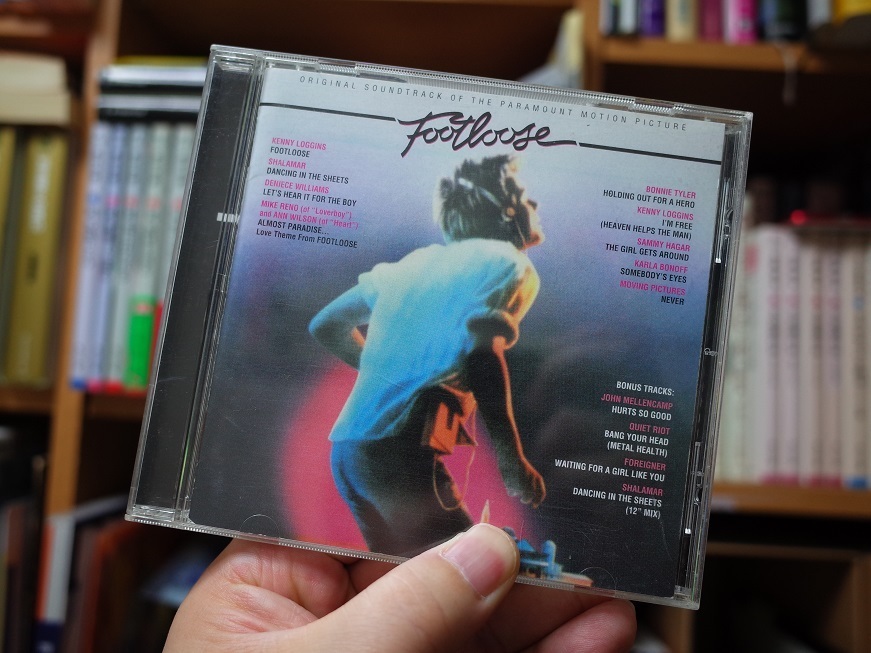 ORIGINAL SOUNDTRACK OF THE PARAMOUNT MOTION PICTURE
Footloose
KENNY LOGGINS
FOOTLOOSE
SHALAMAR
DANCING IN THE SHEETS
DENIECE WILLIAMS
LET'S HEAR IT FOR THE BOY
MIKE RENO (of "Loverboy")
and ANN WILSON (of "Heart")
ALMOST PARADISE...
Love Theme From FOOTLOOSE
BONNIE TYLER
HOLDING OUT FOR A HERO
KENNY LOGGINS
I'M FREE
(HEAVEN HELPS THE MAN)
SAMMY HAGAR
THE GIRL GETS AROUND
KARLA BONOFF
SOMEBODY'S EYES
MOVING PICTURES
NEVER
BONUS TRACKS:
JOHN MELLENCAMP
HURTS SO GOOD
QUIET RIOT
BANG YOUR HEAD
(METAL HEALTH)
FOREIGNER
WAITING FOR A GIRL LIKE YOU
SHALAMAR
DANCING IN THE SHEETS
(12" MIX)